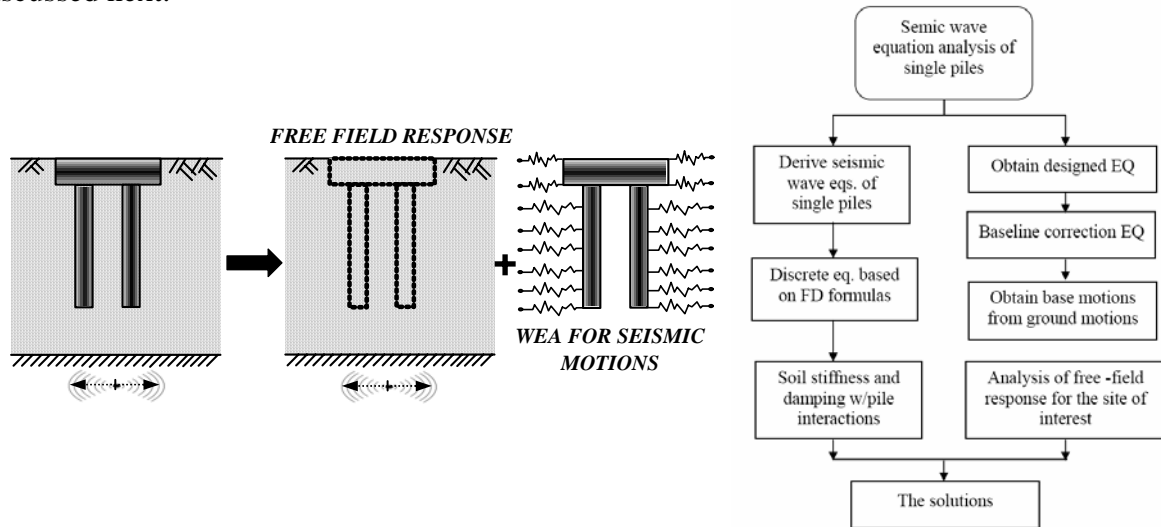 scussed next.
FREE FIELD RESPONSE
WEA FOR SEISMIC
MOTIONS
Semic wave
equation analysis of
single piles
Derive seismic
wave eqs. of
single piles
Discrete eq. based
on FD formulas
Soil stiffness and
damping w/pile
interactions
Obtain designed EQ
Baseline correction EQ
Obtain base motions
from ground motions
Analysis of free -field
response for the site of
interest
The solutions